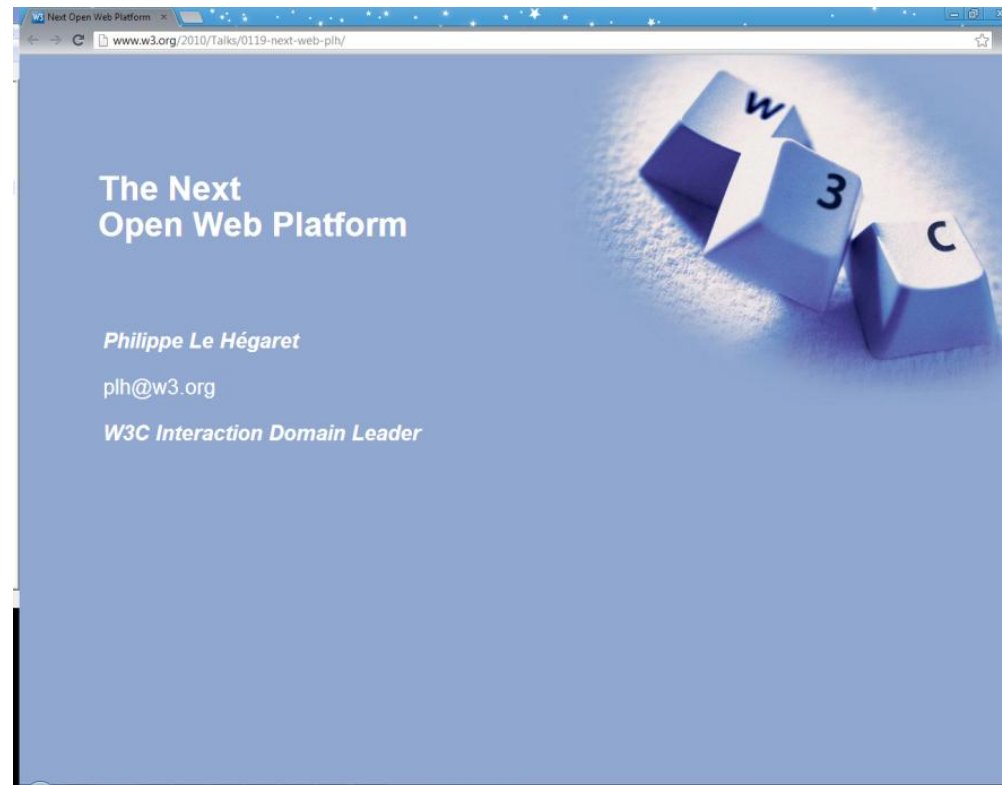 Next Open Web Platform
www.w3.org/2010/Talks/0119-next-web-plh/
W
3
C
The Next
Open Web Platform
Philippe Le Hégaret
plh@w3.org
W3C Interaction Domain Leader